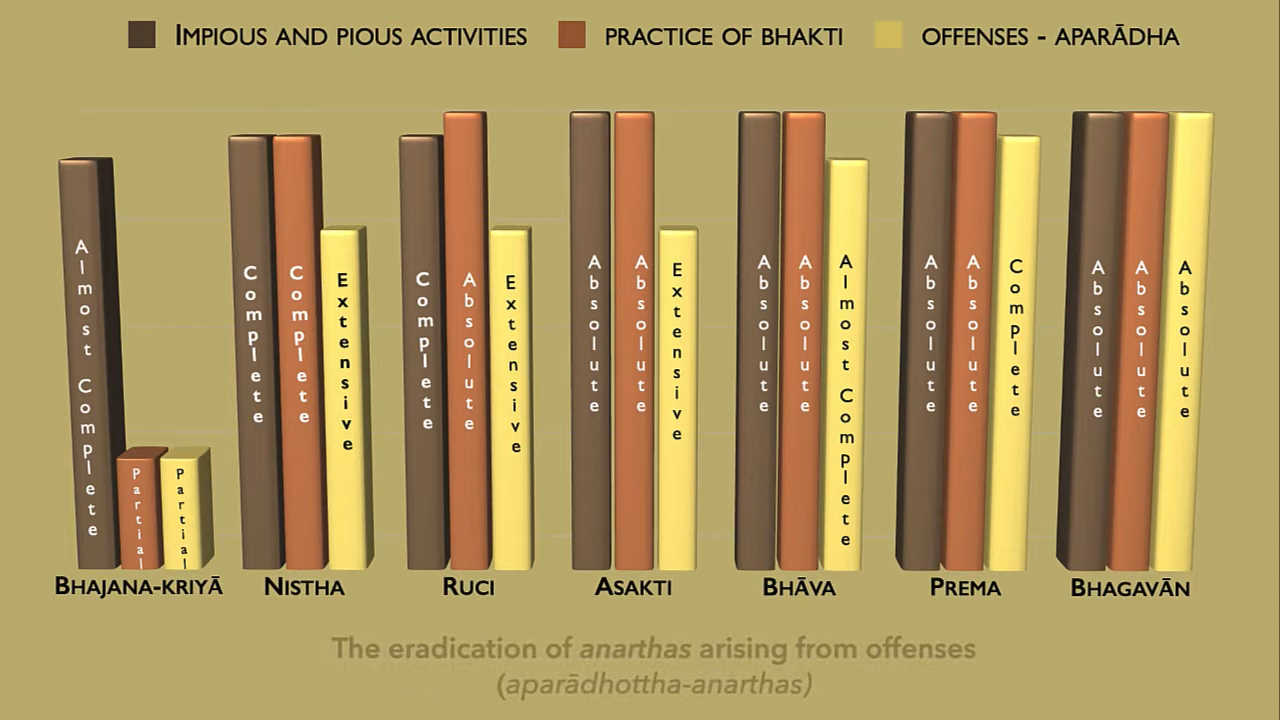 IMPIOUS AND PIOUS ACTIVITIES PRACTICE OF BHAKTI OFFENSES - APARĀDHA
Almost Complete
Partial
Partial
Complete
Complete
Extensive
Complete
Absolute
Extensive
Absolute
Absolute
Extensive
Absolute
Absolute
Almost Complete
Absolute
Absolute
Complete
Absolute
Absolute
Absolute
BHAJANA-KRIYĀ NISTHA RUCI ASAKTI BHĀVA PREMA BHAGAVĀN
The eradication of anarthas arising from offenses
(aparādhottha-anarthas)